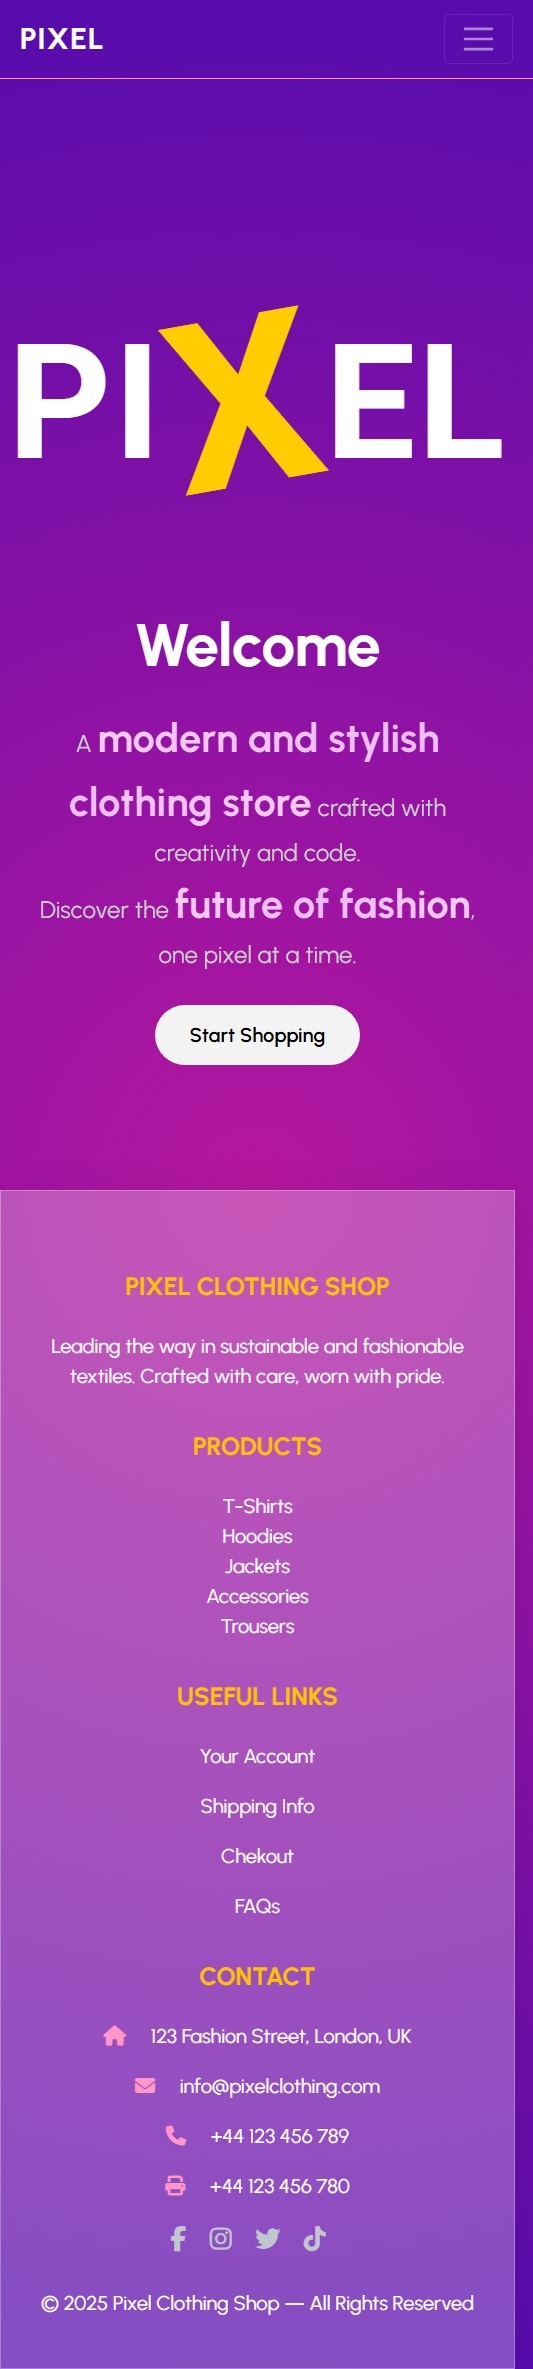 PIXEL
PIXEL
Welcome
A modern and stylish
clothing store crafted with
creativity and code.
Discover the future of fashion,
one pixel at a time.
Start Shopping
PIXEL CLOTHING SHOP
Leading the way in sustainable and fashionable
textiles. Crafted with care, worn with pride.
PRODUCTS
T-Shirts
Hoodies
Jackets
Accessories
Trousers
USEFUL LINKS
Your Account
Shipping Info
Chekout
FAQs
CONTACT
123 Fashion Street, London, UK
info@pixelclothing.com
+44 123 456 789
+44 123 456 780
© 2025 Pixel Clothing Shop — All Rights Reserved